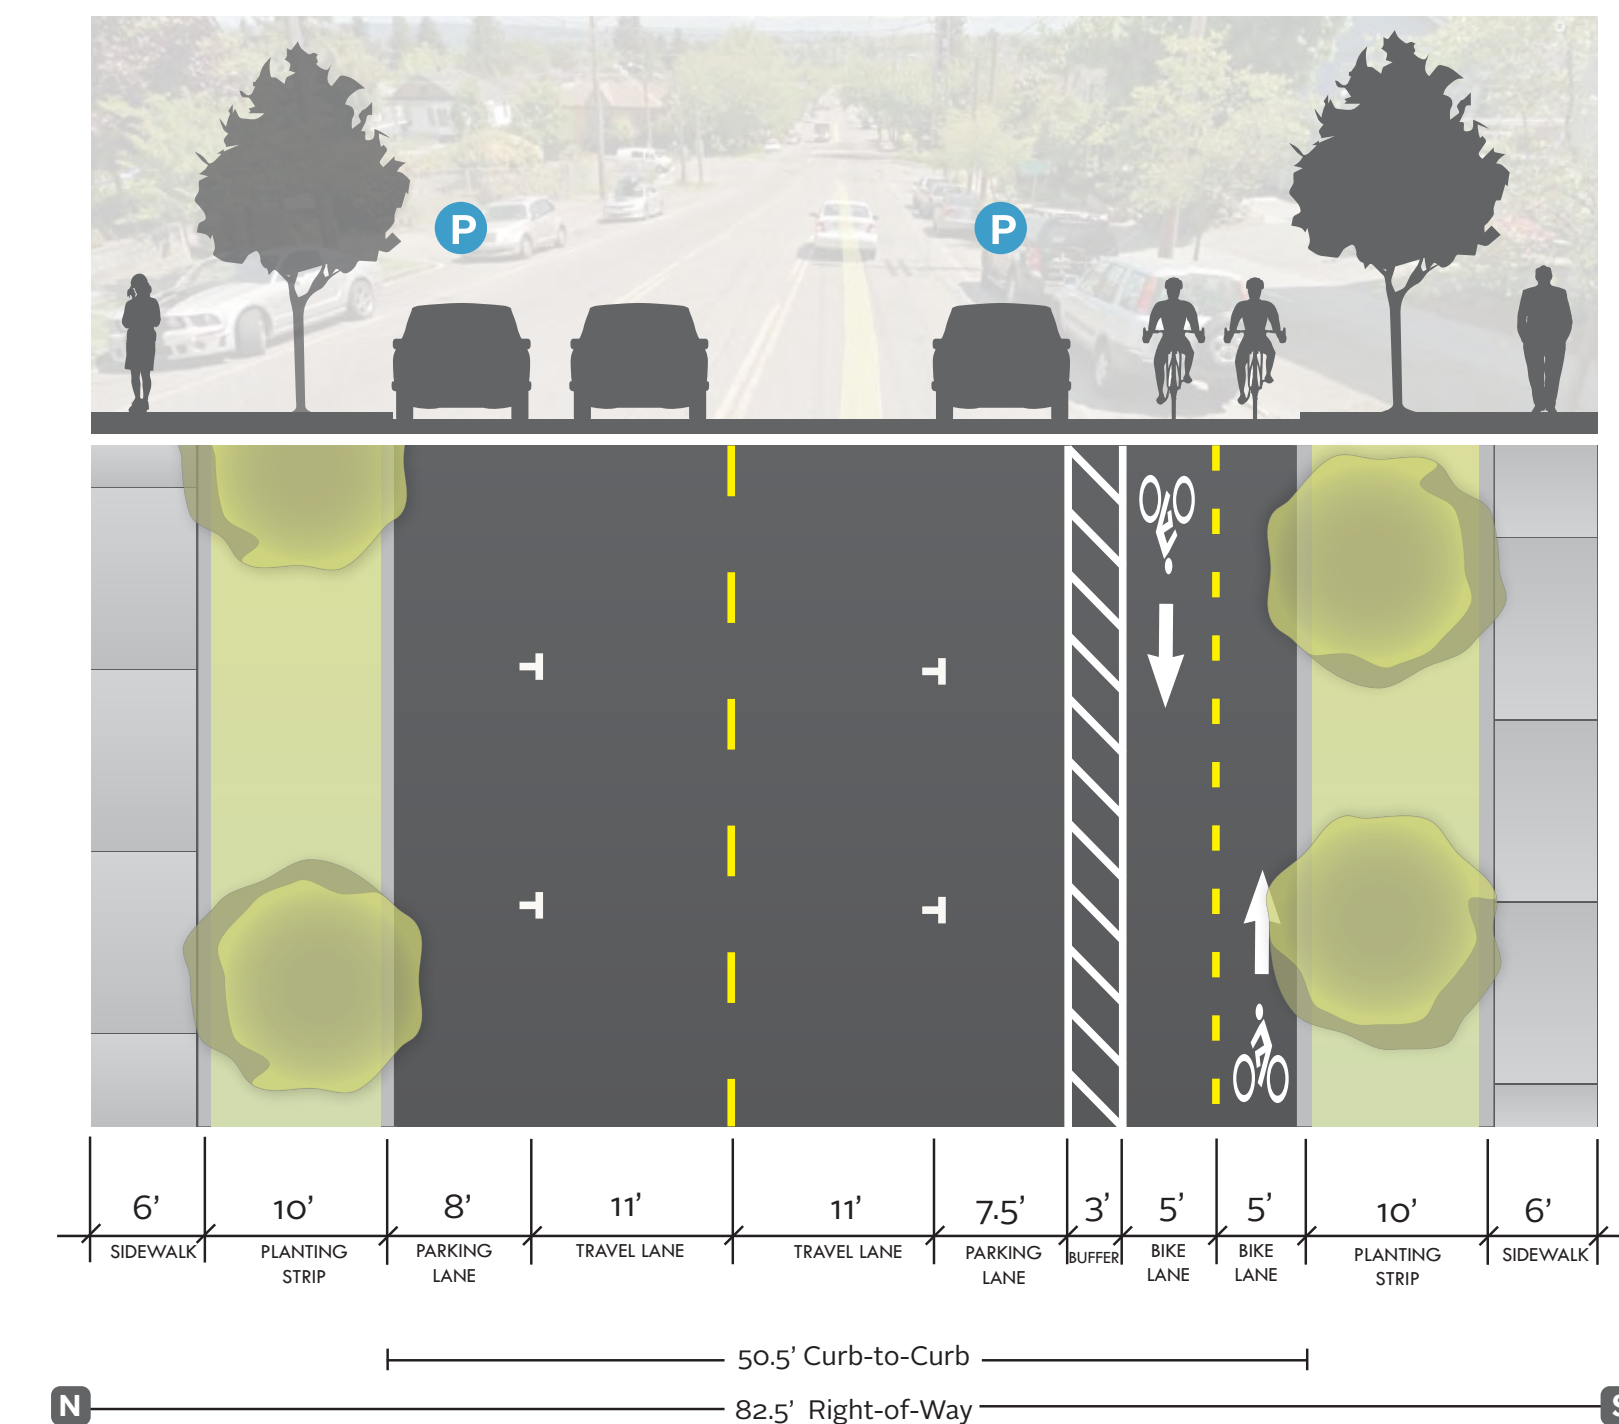 P
P
6’
10’
8’
11’
11’
7.5’
3’
5’
5’
10’
6’
SIDEWALK
PLANTING
STRIP
PARKING
LANE
TRAVEL LANE
TRAVEL LANE
PARKING
LANE
BUFFER
BIKE
LANE
BIKE
LANE
PLANTING
STRIP
SIDEWALK
50.5’ Curb-to-Curb
N
82.5’ Right-of-Way
S